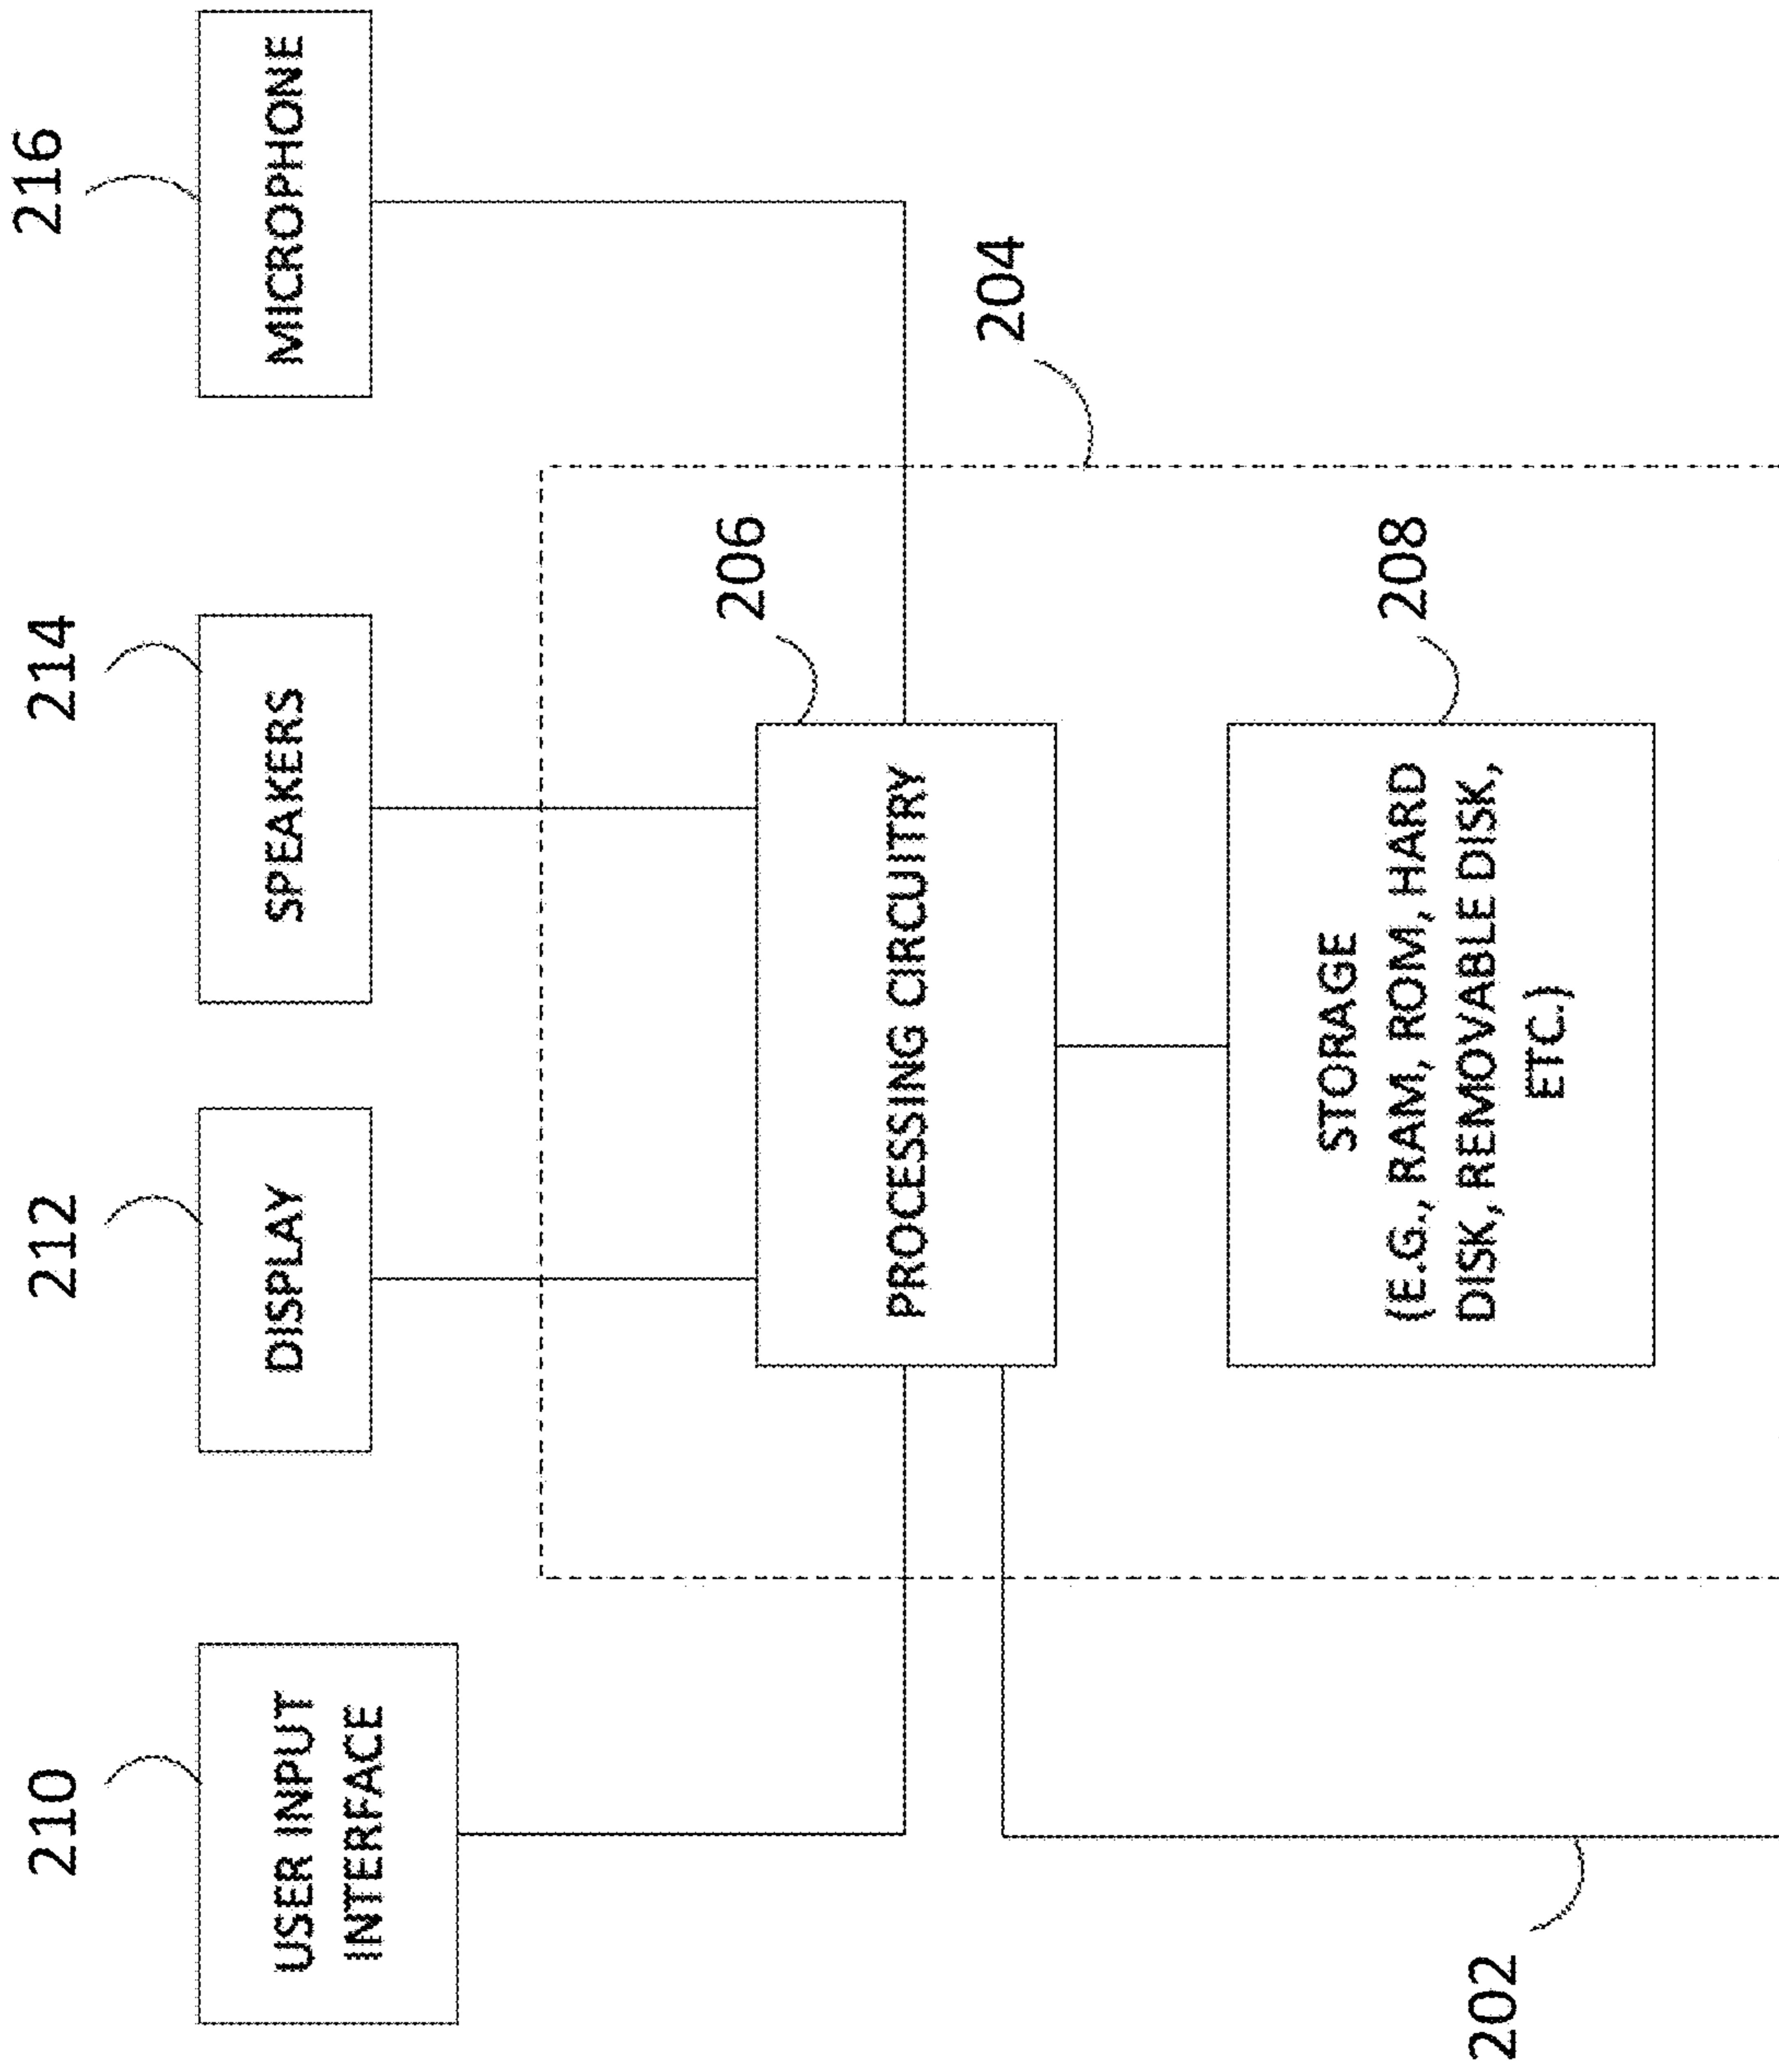 210
212
214
216
USER INPUT
INTERFACE
DISPLAY
SPEAKERS
MICROPHONE
206
204
PROCESSING CIRCUITRY
208
STORAGE
(E.G., RAM, ROM, HARD
DISK, REMOVABLE DISK,
ETC.)
202